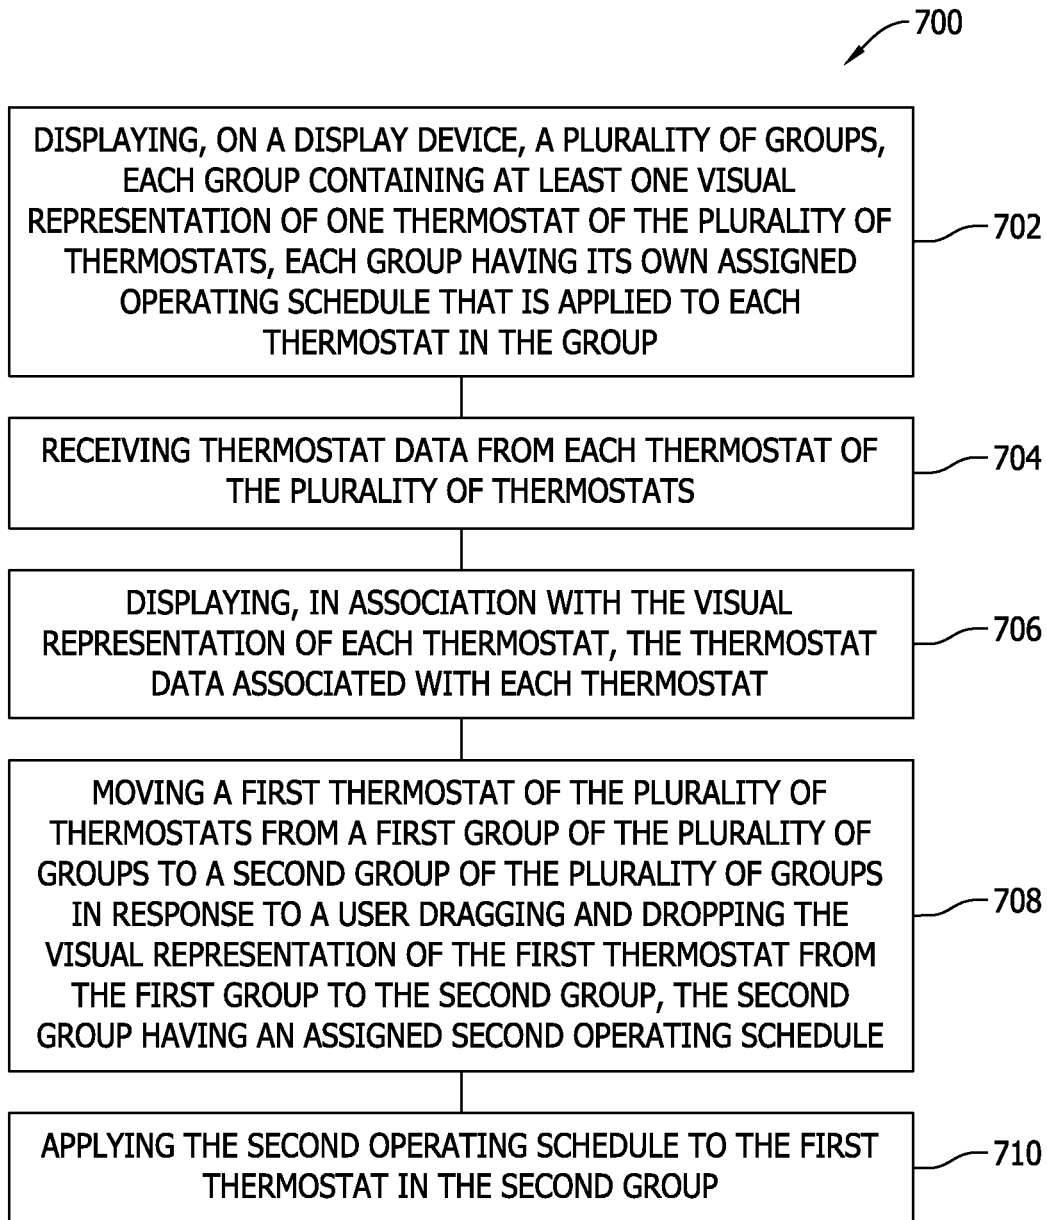 700
DISPLAYING, ON A DISPLAY DEVICE, A PLURALITY OF GROUPS,
EACH GROUP CONTAINING AT LEAST ONE VISUAL
REPRESENTATION OF ONE THERMOSTAT OF THE PLURALITY OF
THERMOSTATS, EACH GROUP HAVING ITS OWN ASSIGNED
OPERATING SCHEDULE THAT IS APPLIED TO EACH
THERMOSTAT IN THE GROUP
702
RECEIVING THERMOSTAT DATA FROM EACH THERMOSTAT OF
THE PLURALITY OF THERMOSTATS
704
DISPLAYING, IN ASSOCIATION WITH THE VISUAL
REPRESENTATION OF EACH THERMOSTAT, THE THERMOSTAT
DATA ASSOCIATED WITH EACH THERMOSTAT
706
MOVING A FIRST THERMOSTAT OF THE PLURALITY OF
THERMOSTATS FROM A FIRST GROUP OF THE PLURALITY OF
GROUPS TO A SECOND GROUP OF THE PLURALITY OF GROUPS
IN RESPONSE TO A USER DRAGGING AND DROPPING THE
VISUAL REPRESENTATION OF THE FIRST THERMOSTAT FROM
THE FIRST GROUP TO THE SECOND GROUP, THE SECOND
GROUP HAVING AN ASSIGNED SECOND OPERATING SCHEDULE
708
APPLYING THE SECOND OPERATING SCHEDULE TO THE FIRST
THERMOSTAT IN THE SECOND GROUP
710